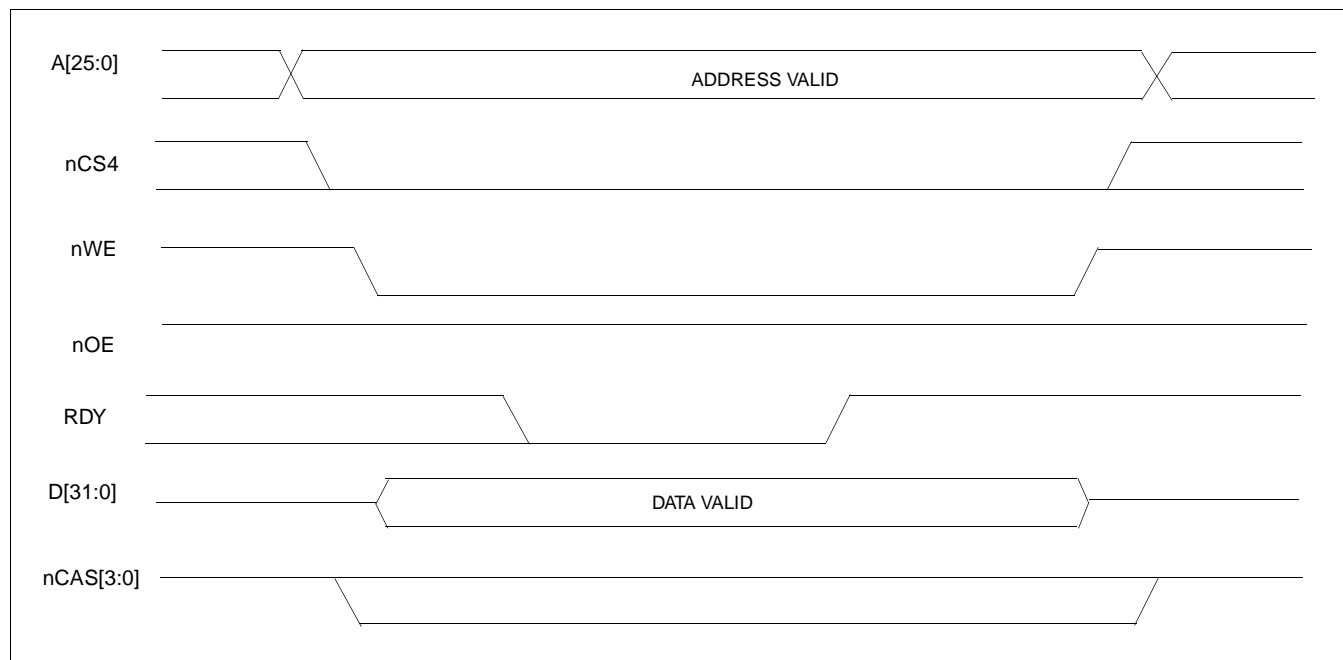 A[25:0]
ADDRESS VALID
nCS4
nWE
nOE
RDY
D[31:0]
DATA VALID
nCAS[3:0]